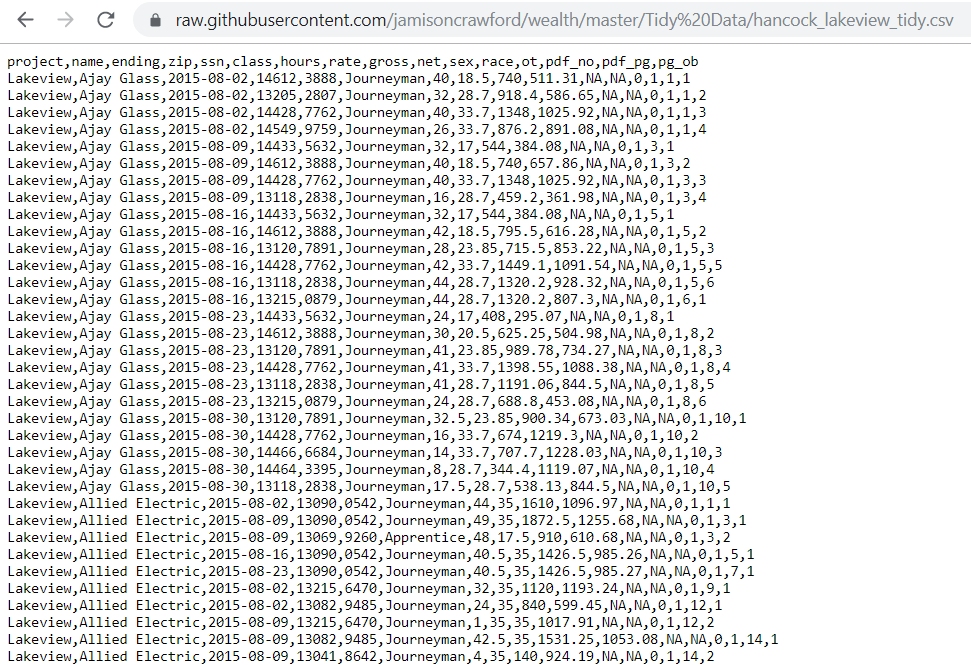 raw.githubusercontent.com/jamisoncrawford/wealth/master/Tidy%20Data/hancock_lakeview_tidy.csv
project,name,ending,zip,ssn,class,hours,rate,gross,net,sex,race,ot,pdf_no,pdf_pg,pg_ob
Lakeview,Ajay Glass,2015-08-02,14612,3888,Journeyman,40,18.5,740,511.31,NA,NA,0,1,1,1
Lakeview,Ajay Glass,2015-08-02,13205,2807,Journeyman,32,28.7,918.4,586.65,NA,NA,0,1,1,2
Lakeview,Ajay Glass,2015-08-02,14428,7762,Journeyman,40,33.7,1348,1025.92,NA,NA,0,1,1,3
Lakeview,Ajay Glass,2015-08-02,14549,9759,Journeyman,26,33.7,876.2,891.08,NA,NA,0,1,1,4
Lakeview,Ajay Glass,2015-08-09,14433,5632,Journeyman,32,17,544,384.08,NA,NA,0,1,3,1
Lakeview,Ajay Glass,2015-08-09,14612,3888,Journeyman,40,18.5,740,657.86,NA,NA,0,1,3,2
Lakeview,Ajay Glass,2015-08-09,14428,7762,Journeyman,40,33.7,1348,1025.92,NA,NA,0,1,3,3
Lakeview,Ajay Glass,2015-08-09,13118,2838,Journeyman,16,28.7,459.2,361.98,NA,NA,0,1,3,4
Lakeview,Ajay Glass,2015-08-16,14433,5632,Journeyman,32,17,544,384.08,NA,NA,0,1,5,1
Lakeview,Ajay Glass,2015-08-16,14612,3888,Journeyman,42,18.5,795.5,616.28,NA,NA,0,1,5,2
Lakeview,Ajay Glass,2015-08-16,13120,7891,Journeyman,28,23.85,715.5,853.22,NA,NA,0,1,5,3
Lakeview,Ajay Glass,2015-08-16,14428,7762,Journeyman,42,33.7,1449.1,1091.54,NA,NA,0,1,5,5
Lakeview,Ajay Glass,2015-08-16,13118,2838,Journeyman,44,28.7,1320.2,928.32,NA,NA,0,1,5,6
Lakeview,Ajay Glass,2015-08-16,13215,0879,Journeyman,44,28.7,1320.2,807.3,NA,NA,0,1,6,1
Lakeview,Ajay Glass,2015-08-23,14433,5632,Journeyman,24,17,408,295.07,NA,NA,0,1,8,1
Lakeview,Ajay Glass,2015-08-23,14612,3888,Journeyman,30,20.5,625.25,504.98,NA,NA,0,1,8,2
Lakeview,Ajay Glass,2015-08-23,13120,7891,Journeyman,41,23.85,989.78,734.27,NA,NA,0,1,8,3
Lakeview,Ajay Glass,2015-08-23,14428,7762,Journeyman,41,33.7,1398.55,1088.38,NA,NA,0,1,8,4
Lakeview,Ajay Glass,2015-08-23,13118,2838,Journeyman,41,28.7,1191.06,844.5,NA,NA,0,1,8,5
Lakeview,Ajay Glass,2015-08-23,13215,0879,Journeyman,24,28.7,688.8,453.08,NA,NA,0,1,8,6
Lakeview,Ajay Glass,2015-08-30,13120,7891,Journeyman,32.5,23.85,900.34,673.03,NA,NA,0,1,10,1
Lakeview,Ajay Glass,2015-08-30,14428,7762,Journeyman,16,33.7,674,1219.3,NA,NA,0,1,10,2
Lakeview,Ajay Glass,2015-08-30,14466,6684,Journeyman,14,33.7,707.7,1228.03,NA,NA,0,1,10,3
Lakeview,Ajay Glass,2015-08-30,14464,3395,Journeyman,8,28.7,344.4,1119.07,NA,NA,0,1,10,4
Lakeview,Ajay Glass,2015-08-30,13118,2838,Journeyman,17.5,28.7,538.13,844.5,NA,NA,0,1,10,5
Lakeview,Allied Electric,2015-08-02,13090,0542,Journeyman,44,35,1610,1096.97,NA,NA,0,1,1,1
Lakeview,Allied Electric,2015-08-09,13090,0542,Journeyman,49,35,1872.5,1255.68,NA,NA,0,1,3,1
Lakeview,Allied Electric,2015-08-09,13069,9260,Apprentice,48,17.5,910,610.68,NA,NA,0,1,3,2
Lakeview,Allied Electric,2015-08-16,13090,0542,Journeyman,40.5,35,1426.5,985.26,NA,NA,0,1,5,1
Lakeview,Allied Electric,2015-08-23,13090,0542,Journeyman,40.5,35,1426.5,985.27,NA,NA,0,1,7,1
Lakeview,Allied Electric,2015-08-02,13215,6470,Journeyman,32,35,1120,1193.24,NA,NA,0,1,9,1
Lakeview,Allied Electric,2015-08-02,13082,9485,Journeyman,24,35,840,599.45,NA,NA,0,1,12,1
Lakeview,Allied Electric,2015-08-09,13215,6470,Journeyman,1,35,35,1017.91,NA,NA,0,1,12,2
Lakeview,Allied Electric,2015-08-09,13082,9485,Journeyman,42.5,35,1531.25,1053.08,NA,NA,0,1,14,1
Lakeview,Allied Electric,2015-08-09,13041,8642,Journeyman,4,35,140,924.19,NA,NA,0,1,14,2